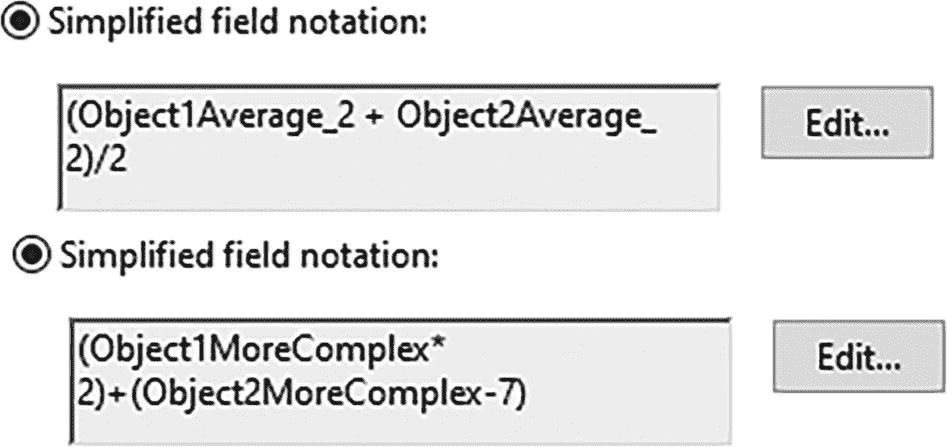 Simplified field notation:
(Object1Average_2 + Object2Average_
2)/2
Edit...
Simplified field notation:
(Object1MoreComplex*
2)+(Object2MoreComplex-7)
Edit...